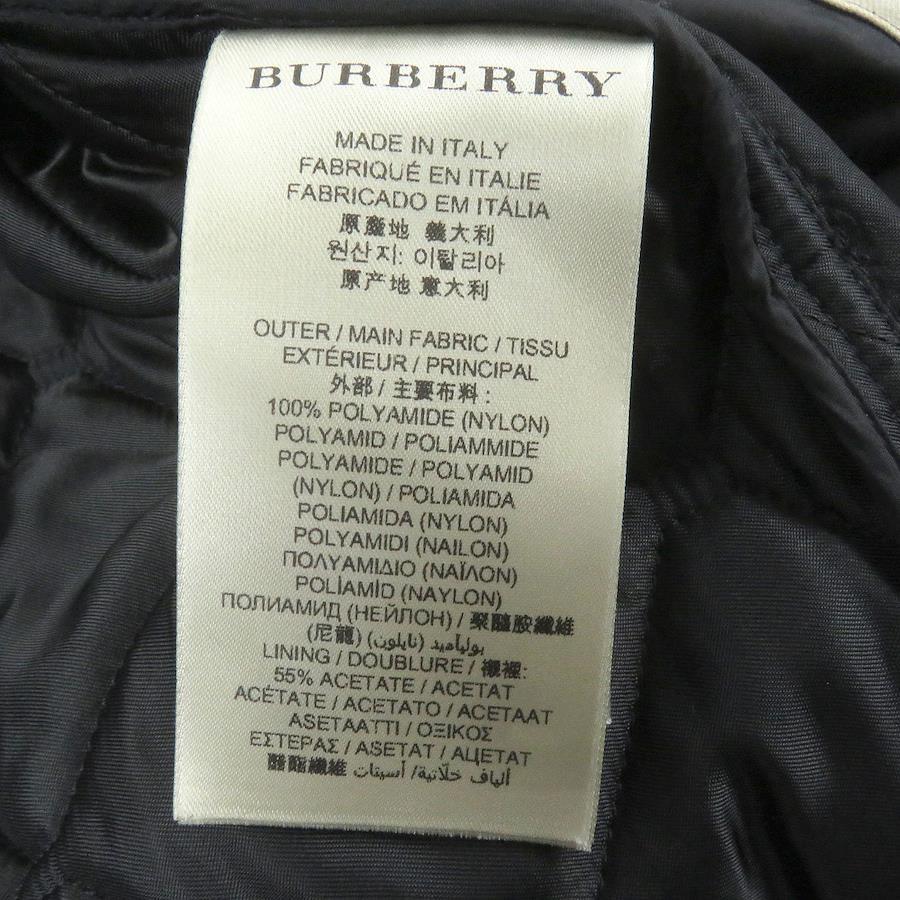 BURBERRY
MADE IN ITALY
FABRIQUÉ EN ITALIE
FABRICADO EM ITÁLIA
原產地 義大利
원산지: 이탈리아
原产地 意大利
OUTER / MAIN FABRIC / TISSU
EXTÉRIEUR / PRINCIPAL
外部 / 主要布料 :
100% POLYAMIDE (NYLON)
POLYAMID / POLIAMMIDE
POLYAMIDE / POLYAMID
(NYLON) / POLIAMIDA
POLIAMIDA (NYLON)
POLYAMIDI (NAILON)
ΠΟΛΥΑΜΙΔΙΟ (ΝΑΪΛΟΝ)
POLİAMİD (NAYLON)
ПОЛИАМИД (НЕЙЛОН) / 聚醯胺纖維
(尼龍) بولیأمید (نایلون)
LINING / DOUBLURE / 襯裡:
55% ACETATE / ACETAT
ACÉTATE / ACETATO / ACETAAT
ASETAATTI / ΟΞΙΚΟΣ
ΕΣΤΕΡΑΣ / ASETAT / АЦЕТАТ
醋酯纖維 ألياف خلّاتية/ أسيتات